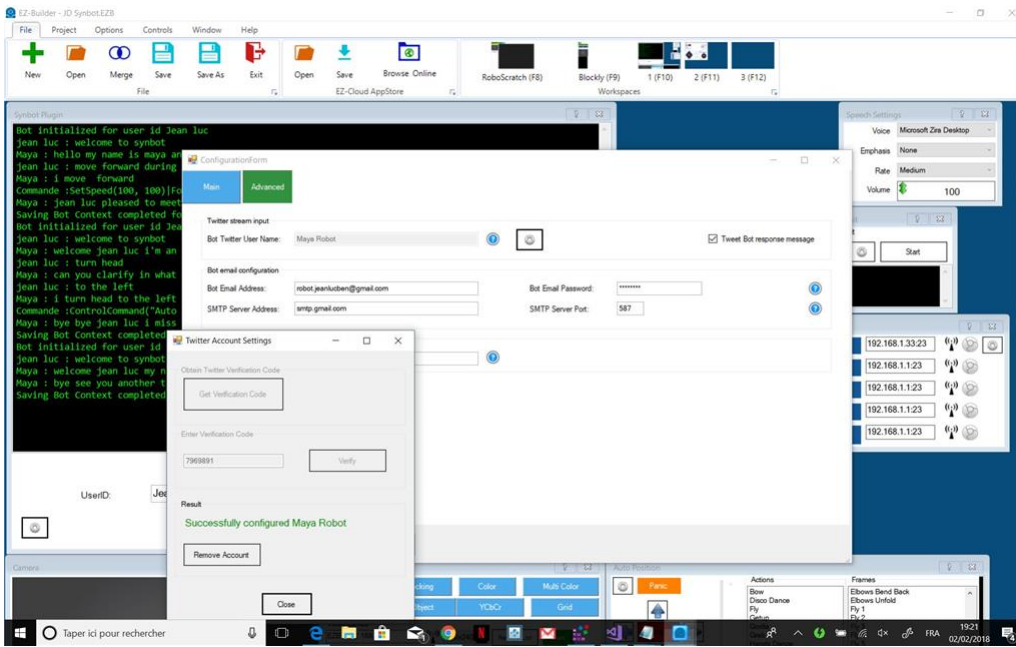 EZ-Builder - JD Synbot.EZB
File Project Options Controls Window Help
New Open Merge Save Save As Exit Open Save Browse Online RoboScratch (F8) Blockly (F9) 1 (F10) 2 (F11) 3 (F12)
File EZ-Cloud AppStore Workspaces
Synbot Plugin
Bot initialized for user id Jean luc
jean luc : welcome to synbot
Maya : hello my name is maya an
jean luc : move forward during
Maya : i move forward
Commande :SetSpeed(100, 100)|Fo
Maya : jean luc pleased to meet
Saving Bot Context completed fo
Bot initialized for user id Jea
jean luc : welcome to synbot
Maya : welcome jean luc i'm an
jean luc : turn head
Maya : can you clarify in what
jean luc : to the left
Maya : i turn head to the left
Commande :ControlCommand("Auto
Maya : bye bye jean luc i miss
Saving Bot Context completed
Bot initialized for user id
jean luc : welcome to synbot
Maya : welcome jean luc my n
Maya : bye see you another t
Saving Bot Context completed
UserID: Jea
ConfigurationForm
Main Advanced
Twitter stream input
Bot Twitter User Name: Maya Robot Tweet Bot response message
Bot email configuration
Bot Email Address: robot.jeanlucben@gmail.com Bot Email Password: ********
SMTP Server Address: smtp.gmail.com SMTP Server Port: 587
Twitter Account Settings
Obtain Twitter Verification Code
Get Verification Code
Enter Verification Code
7969891 Verify
Result
Successfully configured Maya Robot
Remove Account
Close
Speech Settings
Voice Microsoft Zira Desktop
Emphasis None
Rate Medium
Volume 100
Start
192.168.1.33:23
192.168.1.1:23
192.168.1.1:23
192.168.1.1:23
192.168.1.1:23
Camera
cking Color Multi Color
bject YCbCr Grid
Auto Position
Panic
Actions
Bow
Disco Dance
Fly
Getup
Frames
Elbows Bend Back
Elbows Unfold
Fly 1
Fly 2
Taper ici pour rechercher
FRA 19:21
02/02/2018